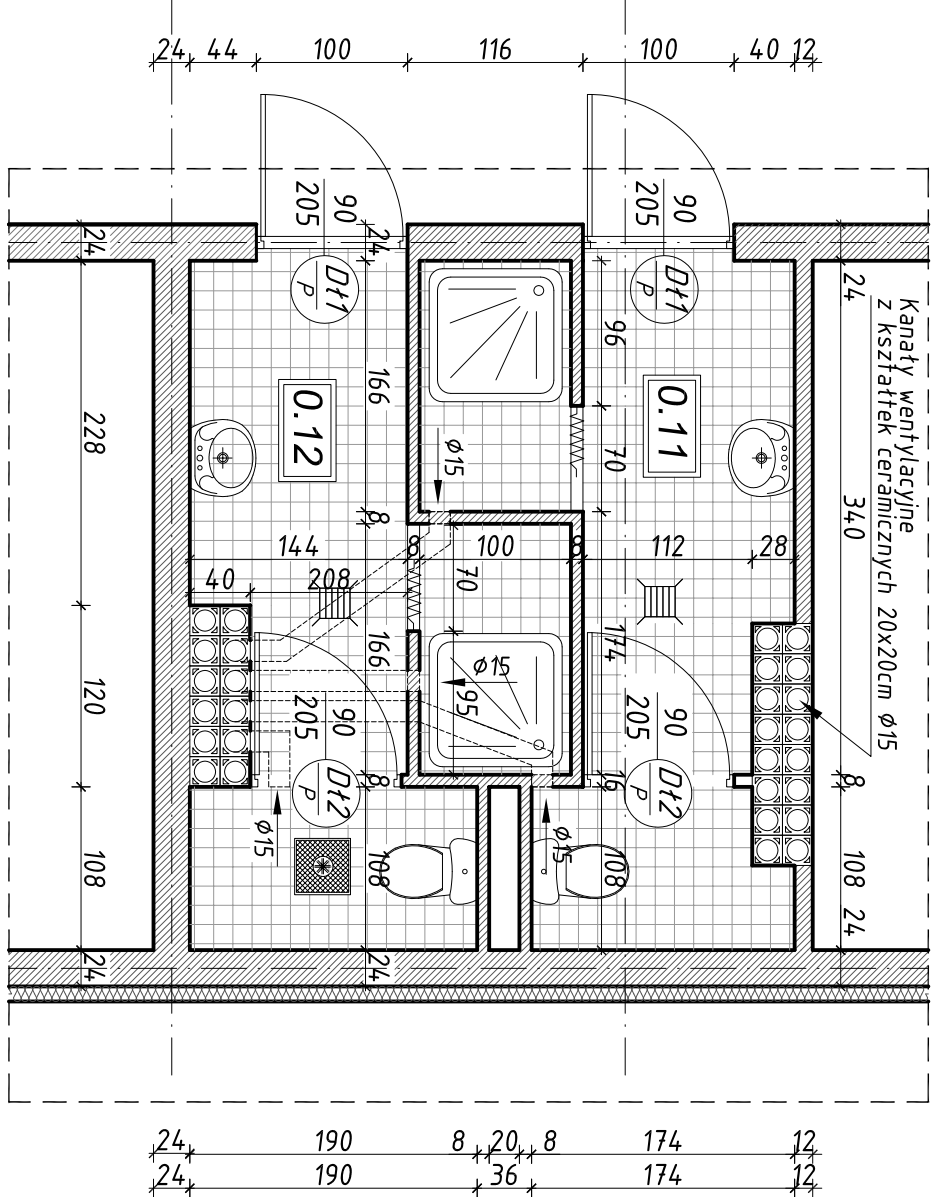 24 44 100 116 100 40 12
90
205
90
205
Dł1
P
Dł1
P
24
24
24
Kanały wentylacyjne
z kształtek ceramicznych 20x20cm ø15
96
166
228
0.12
0.11
70
ø15
340
8
144 8 100 8 112 28
40 208
70
166
174
ø15
95
120
90
205
90
205
8
16
8
Dł2
P
Dł2
P
ø15
ø15
108
108
108
108
24
24
24
24 190 8 20 8 174 12
24 190 36 174 12